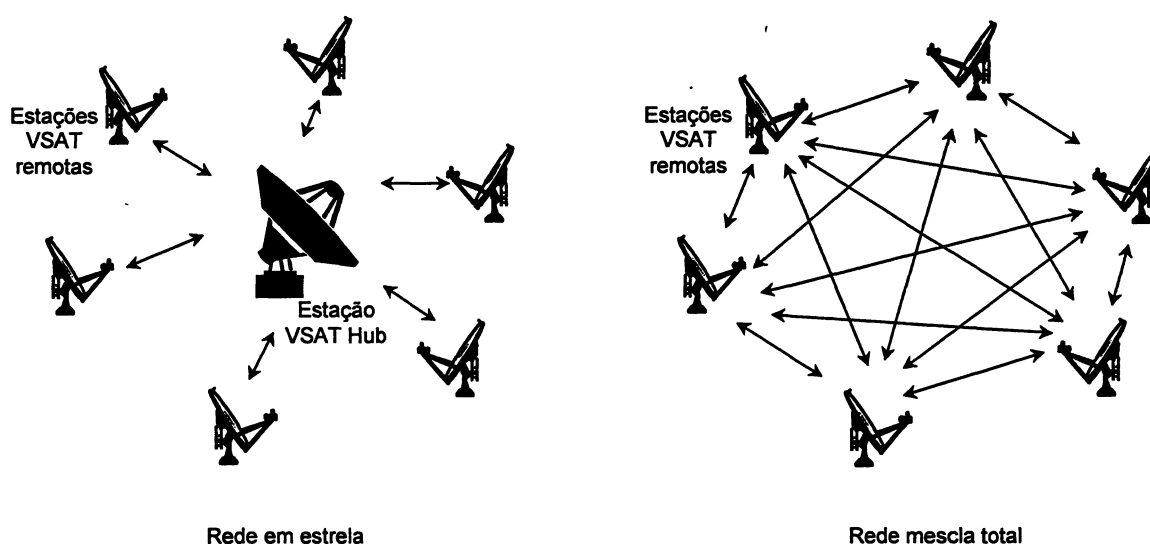 Estações
VSAT
remotas
Estação
VSAT Hub
Rede em estrela
Estações
VSAT
remotas
Rede mescla total